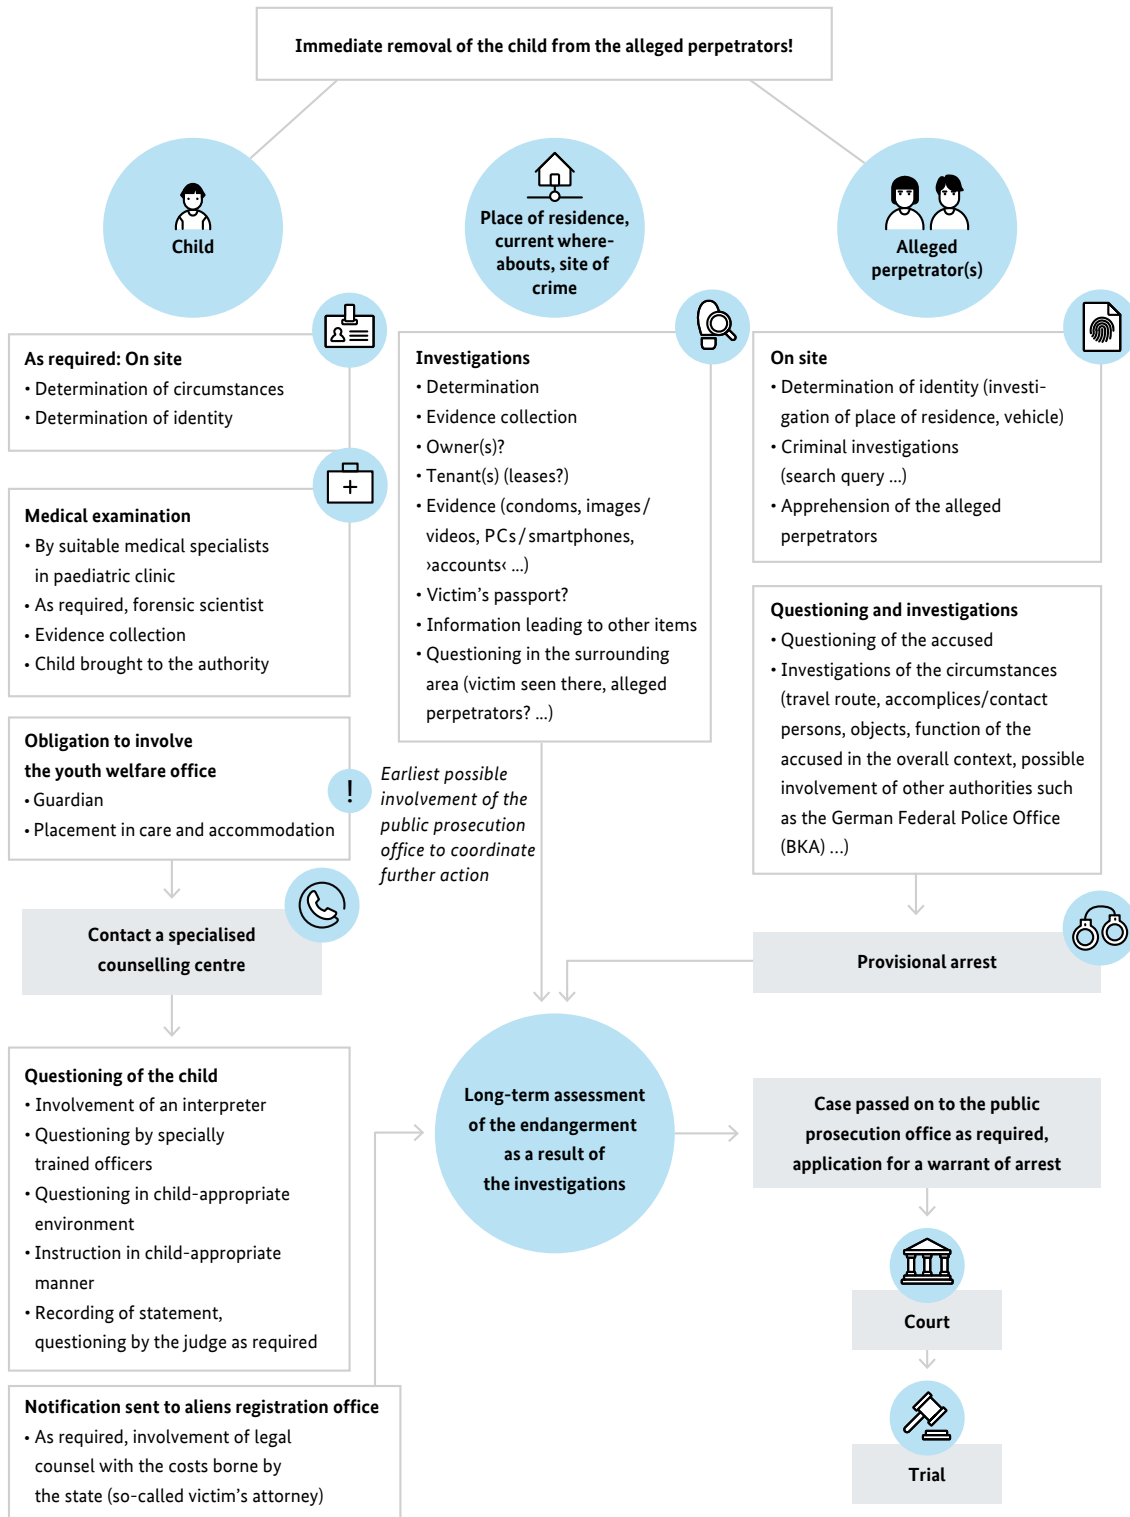 Immediate removal of the child from the alleged perpetrators!
Child
Place of residence,
current where-
abouts, site of
crime
Alleged
perpetrator(s)
As required: On site
• Determination of circumstances
• Determination of identity
Medical examination
• By suitable medical specialists
in paediatric clinic
• As required, forensic scientist
• Evidence collection
• Child brought to the authority
Obligation to involve
the youth welfare office
• Guardian
• Placement in care and accommodation
!
Earliest possible
involvement of the
public prosecution
office to coordinate
further action
Contact a specialised
counselling centre
Questioning of the child
• Involvement of an interpreter
• Questioning by specially
trained officers
• Questioning in child-appropriate
environment
• Instruction in child-appropriate
manner
• Recording of statement,
questioning by the judge as required
Notification sent to aliens registration office
• As required, involvement of legal
counsel with the costs borne by
the state (so-called victim's attorney)
Investigations
• Determination
• Evidence collection
• Owner(s)?
• Tenant(s) (leases?)
• Evidence (condoms, images/
videos, PCs/smartphones,
›accounts‹ ...)
• Victim's passport?
• Information leading to other items
• Questioning in the surrounding
area (victim seen there, alleged
perpetrators? ...)
On site
• Determination of identity (investi-
gation of place of residence, vehicle)
• Criminal investigations
(search query ...)
• Apprehension of the alleged
perpetrators
Questioning and investigations
• Questioning of the accused
• Investigations of the circumstances
(travel route, accomplices/contact
persons, objects, function of the
accused in the overall context, possible
involvement of other authorities such
as the German Federal Police Office
(BKA) ...)
Provisional arrest
Long-term assessment
of the endangerment
as a result of
the investigations
Case passed on to the public
prosecution office as required,
application for a warrant of arrest
Court
Trial